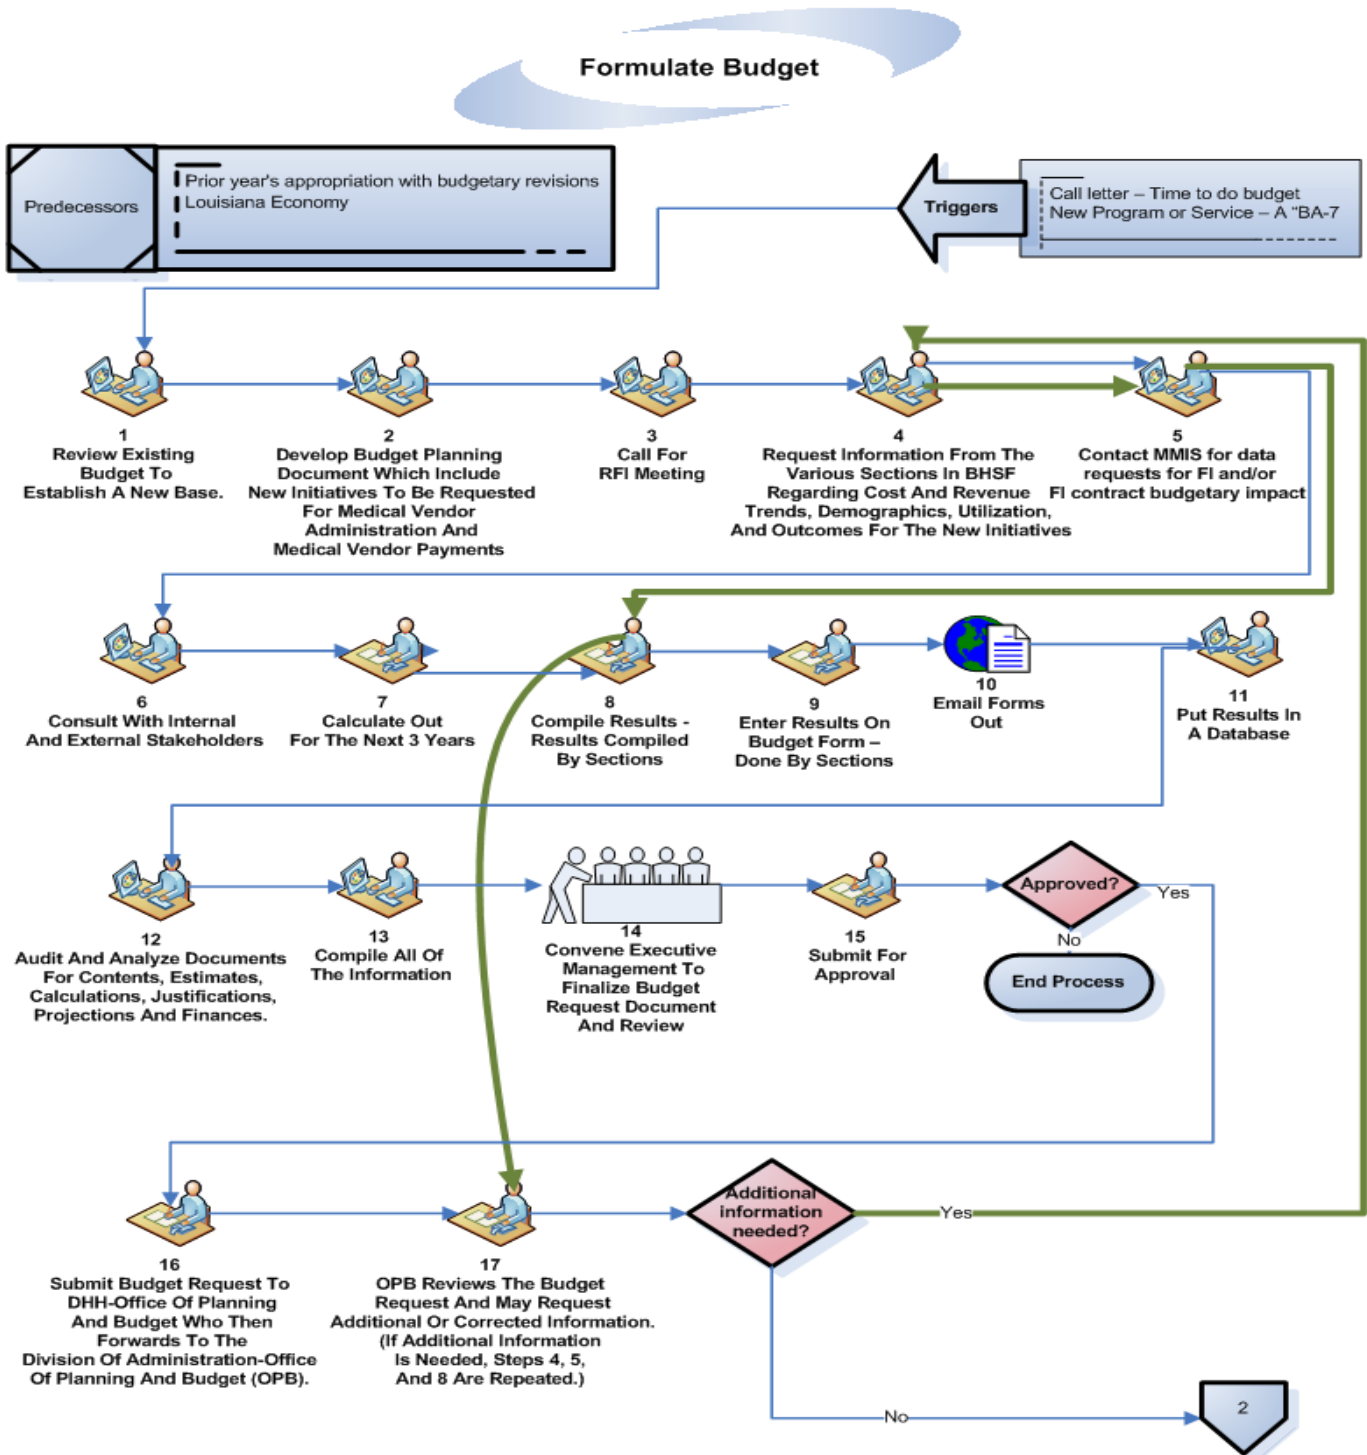 Formulate Budget
Predecessors
Prior year's appropriation with budgetary revisions
Louisiana Economy
Triggers
Call letter – Time to do budget
New Program or Service – A "BA-7
1
Review Existing
Budget To
Establish A New Base.
2
Develop Budget Planning
Document Which Include
New Initiatives To Be Requested
For Medical Vendor
Administration And
Medical Vendor Payments
3
Call For
RFI Meeting
4
Request Information From The
Various Sections In BHSF
Regarding Cost And Revenue
Trends, Demographics, Utilization,
And Outcomes For The New Initiatives
5
Contact MMIS for data
requests for FI and/or
FI contract budgetary impact
6
Consult With Internal
And External Stakeholders
7
Calculate Out
For The Next 3 Years
8
Compile Results -
Results Compiled
By Sections
9
Enter Results On
Budget Form –
Done By Sections
10
Email Forms
Out
11
Put Results In
A Database
12
Audit And Analyze Documents
For Contents, Estimates,
Calculations, Justifications,
Projections And Finances.
13
Compile All Of
The Information
14
Convene Executive
Management To
Finalize Budget
Request Document
And Review
15
Submit For
Approval
Approved?
Yes
No
End Process
16
Submit Budget Request To
DHH-Office Of Planning
And Budget Who Then
Forwards To The
Division Of Administration-Office
Of Planning And Budget (OPB).
17
OPB Reviews The Budget
Request And May Request
Additional Or Corrected Information.
(If Additional Information
Is Needed, Steps 4, 5,
And 8 Are Repeated.)
Additional
information
needed?
Yes
No
2